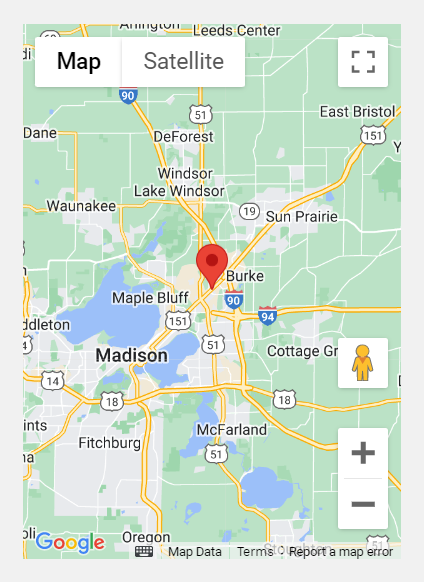 Arlington
Leeds Center
Map
Satellite
90
51
East Bristol
151
Dane
DeForest
Windsor
Lake Windsor
Waunakee
19
Sun Prairie
Burke
Maple Bluff
90
94
151
51
Madison
Cottage Gr
14
18
18
McFarland
Fitchburg
51
51
Oregon
Google
Map Data
Terms
Report a map error